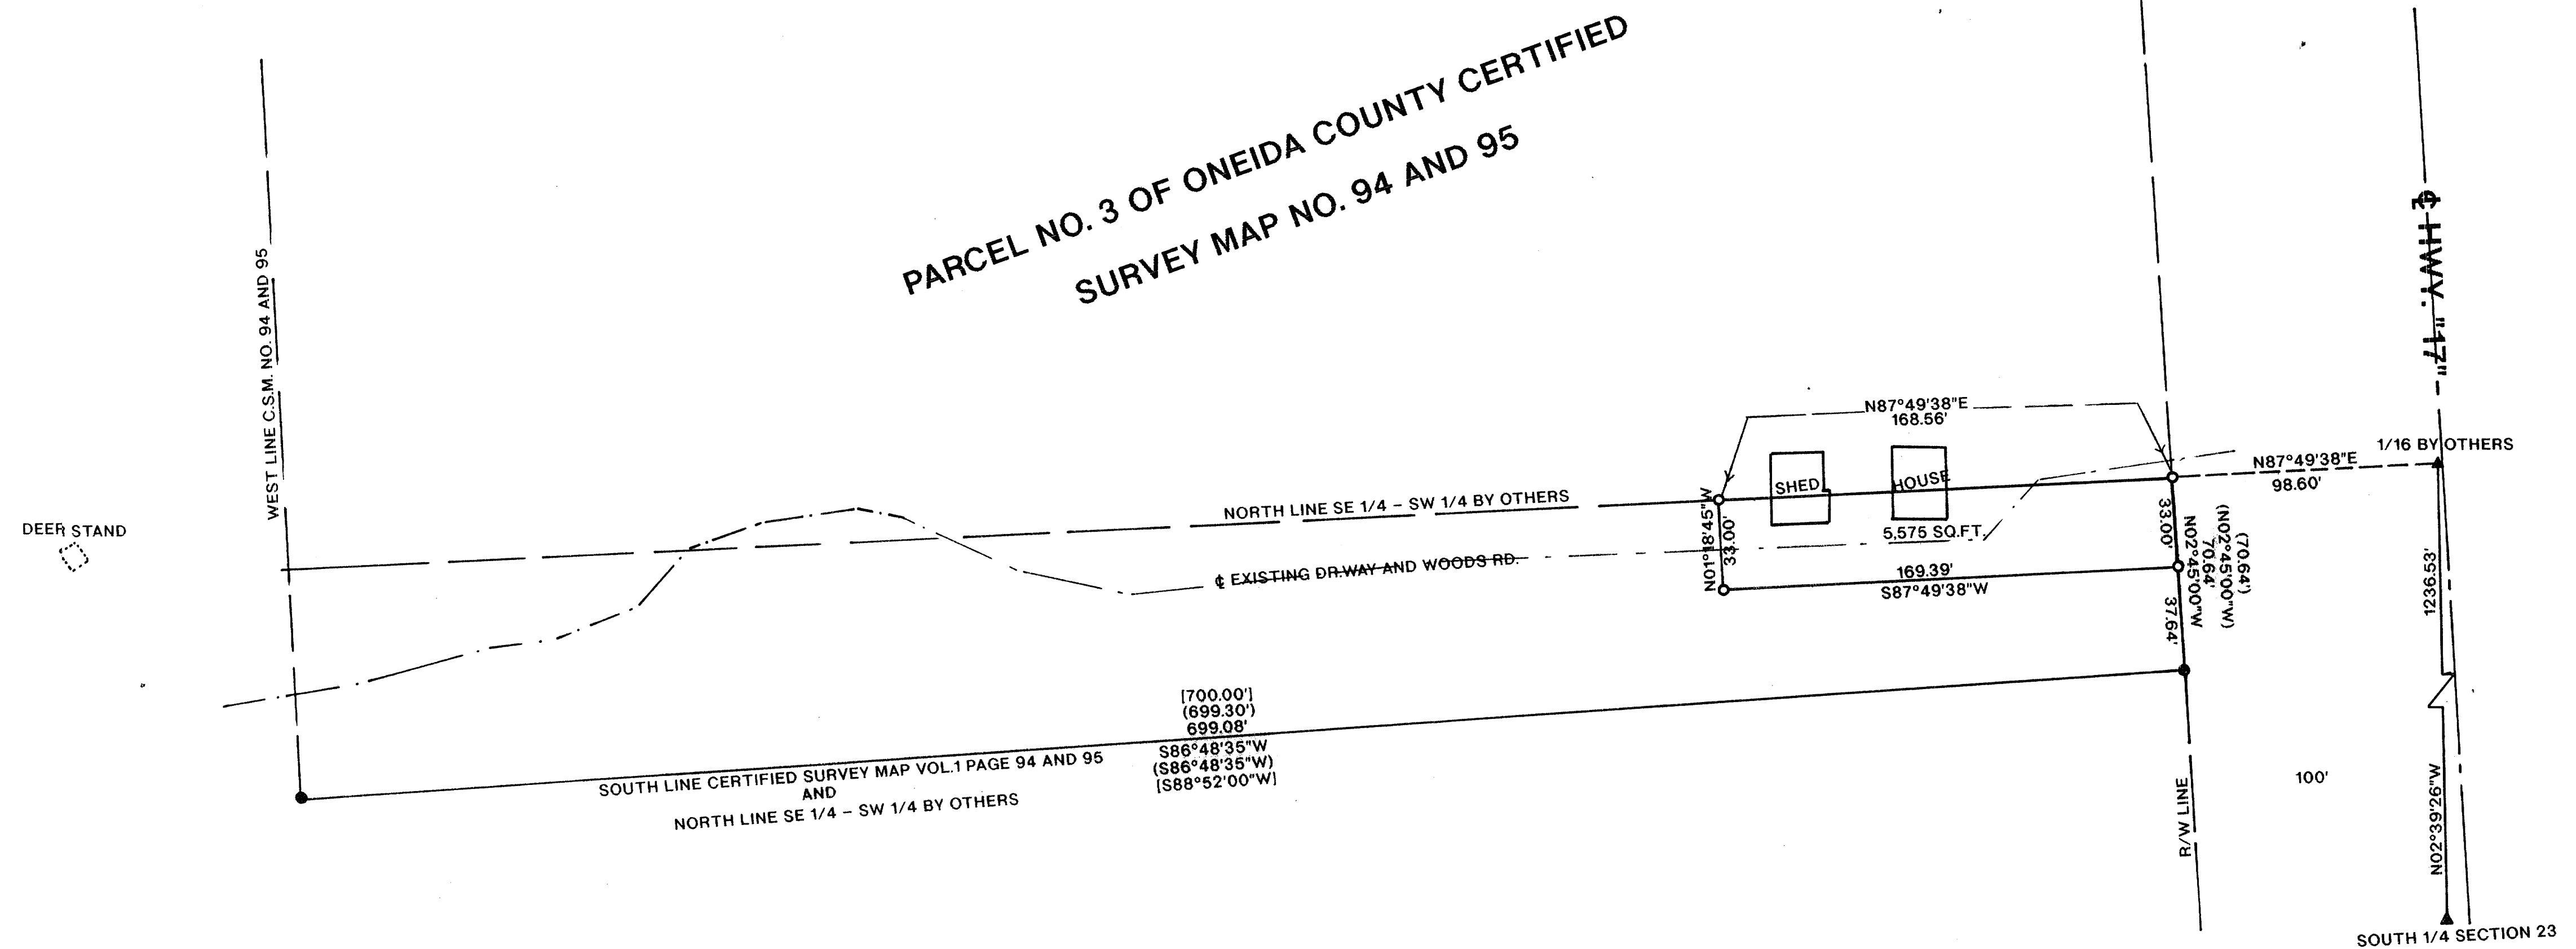 PARCEL NO. 3 OF ONEIDA COUNTY CERTIFIED
SURVEY MAP NO. 94 AND 95
WEST LINE C.S.M. NO. 94 AND 95
DEER STAND
℄ HWY. "17"
N87°49'38"E
168.56'
1/16 BY OTHERS
N87°49'38"E
98.60'
SHED
HOUSE
NORTH LINE SE 1/4 – SW 1/4 BY OTHERS
N01°18'45"W
33.00'
5,575 SQ.FT.
℄ EXISTING DR.WAY AND WOODS RD.
169.39'
S87°49'38"W
33.00'
37.64'
N02°45'00"W
70.64'
(N02°45'00"W)
(70.64')
1236.53'
[700.00']
(699.30')
699.08'
S86°48'35"W
(S86°48'35"W)
[S88°52'00"W]
SOUTH LINE CERTIFIED SURVEY MAP VOL.1 PAGE 94 AND 95
AND
NORTH LINE SE 1/4 – SW 1/4 BY OTHERS
R/W LINE
100'
N02°39'26"W
SOUTH 1/4 SECTION 23